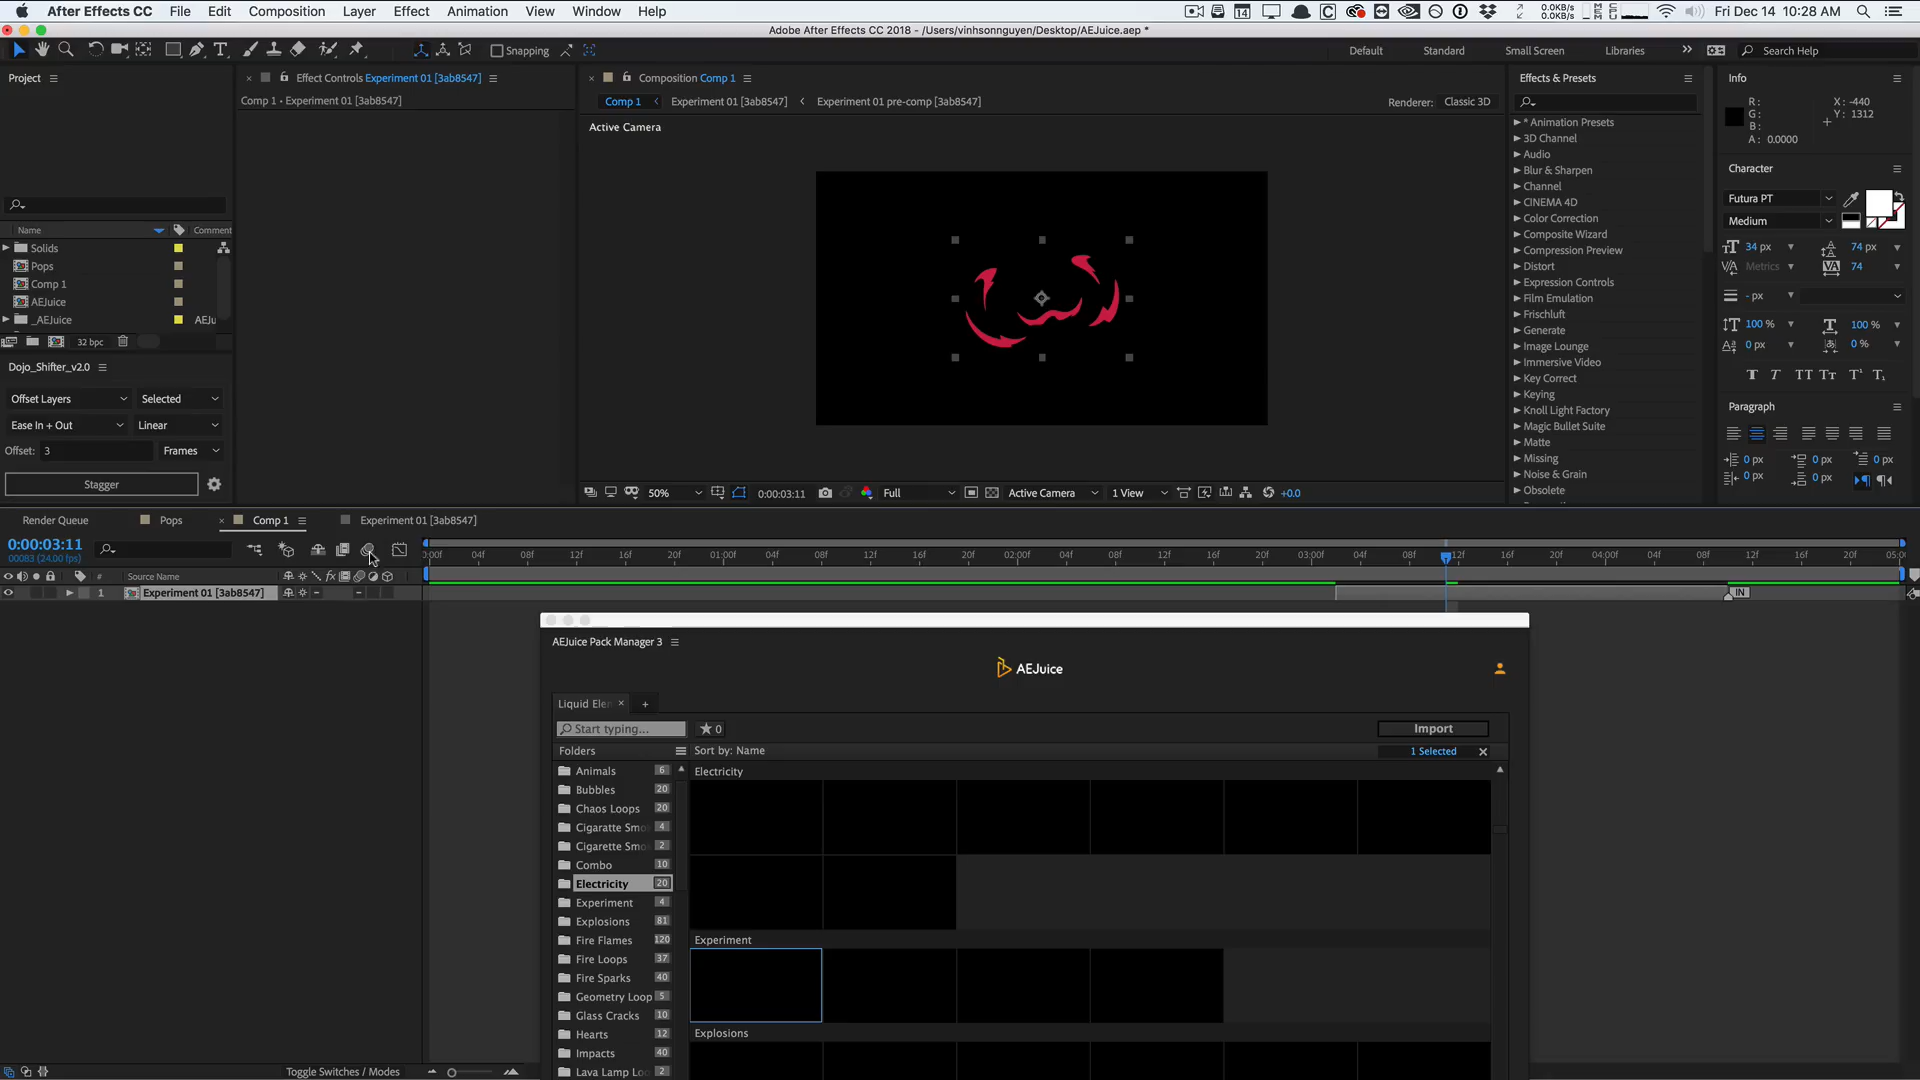 After Effects CC File Edit Composition Layer Effect Animation View Window Help
14 0.0KB/s 0.0KB/s Fri Dec 14 10:28 AM
Adobe After Effects CC 2018 - /Users/vinhsonnguyen/Desktop/AEJuice.aep *
Snapping Default Standard Small Screen Libraries Search Help
Project
Name Comment
Solids
Pops
Comp 1
AEJuice
_AEJuice AEJu
32 bpc
Dojo_Shifter_v2.0
Offset Layers Selected
Ease In + Out Linear
Offset: 3 Frames
Stagger
Effect Controls Experiment 01 [3ab8547]
Comp 1 • Experiment 01 [3ab8547]
Composition Comp 1
Comp 1 Experiment 01 [3ab8547] Experiment 01 pre-comp [3ab8547]
Renderer: Classic 3D
Active Camera
50% 0:00:03:11 Full Active Camera 1 View +0.0
Effects & Presets
* Animation Presets
3D Channel
Audio
Blur & Sharpen
Channel
CINEMA 4D
Color Correction
Composite Wizard
Compression Preview
Distort
Expression Controls
Film Emulation
Frischluft
Generate
Image Lounge
Immersive Video
Key Correct
Keying
Knoll Light Factory
Magic Bullet Suite
Matte
Missing
Noise & Grain
Obsolete
Info
R: X: -440
G: Y: 1312
B:
A: 0.0000
Character
Futura PT
Medium
34 px 74 px
Metrics 74
- px
100 % 100 %
0 px 0 %
Paragraph
0 px 0 px 0 px
0 px 0 px
Render Queue Pops Comp 1 Experiment 01 [3ab8547]
0:00:03:11
00083 (24.00 fps)
0:00f 04f 08f 12f 16f 20f 01:00f 04f 08f 12f 16f 20f 02:00f 04f 08f 12f 16f 20f 03:00f 04f 08f 12f 16f 20f 04:00f 04f 08f 12f 16f 20f 05:0
# Source Name
1 Experiment 01 [3ab8547]
IN
AEJuice Pack Manager 3
AEJuice
Liquid Ele
Start typing... 0 Import
Folders Sort by: Name 1 Selected
Animals 6
Bubbles 20
Chaos Loops 20
Cigaratte Smo 4
Cigarette Smo 2
Combo 10
Electricity 20
Experiment 4
Explosions 81
Fire Flames 120
Fire Loops 37
Fire Sparks 40
Geometry Loop 5
Glass Cracks 10
Hearts 12
Impacts 40
Lava Lamp Loo 2
Electricity
Experiment
Explosions
Toggle Switches / Modes